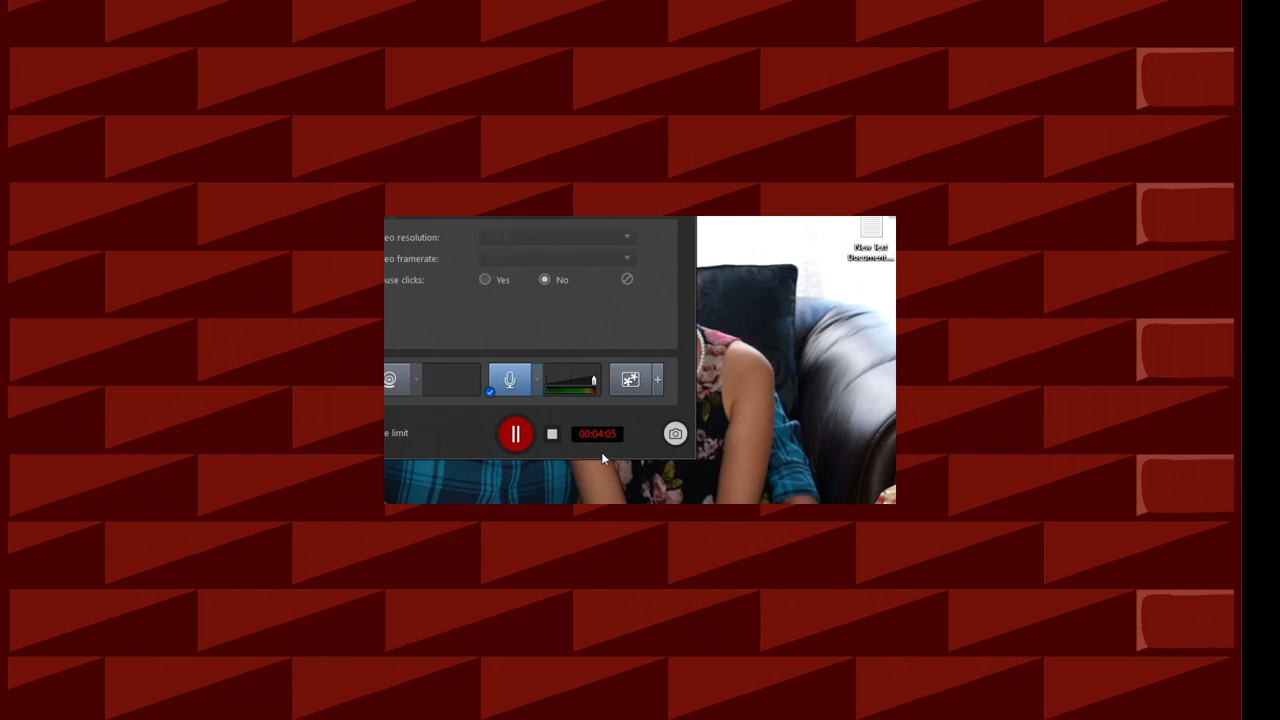 eo resolution:
eo framerate:
use clicks:
Yes
No
e limit
00:04:05
New Text
Document...